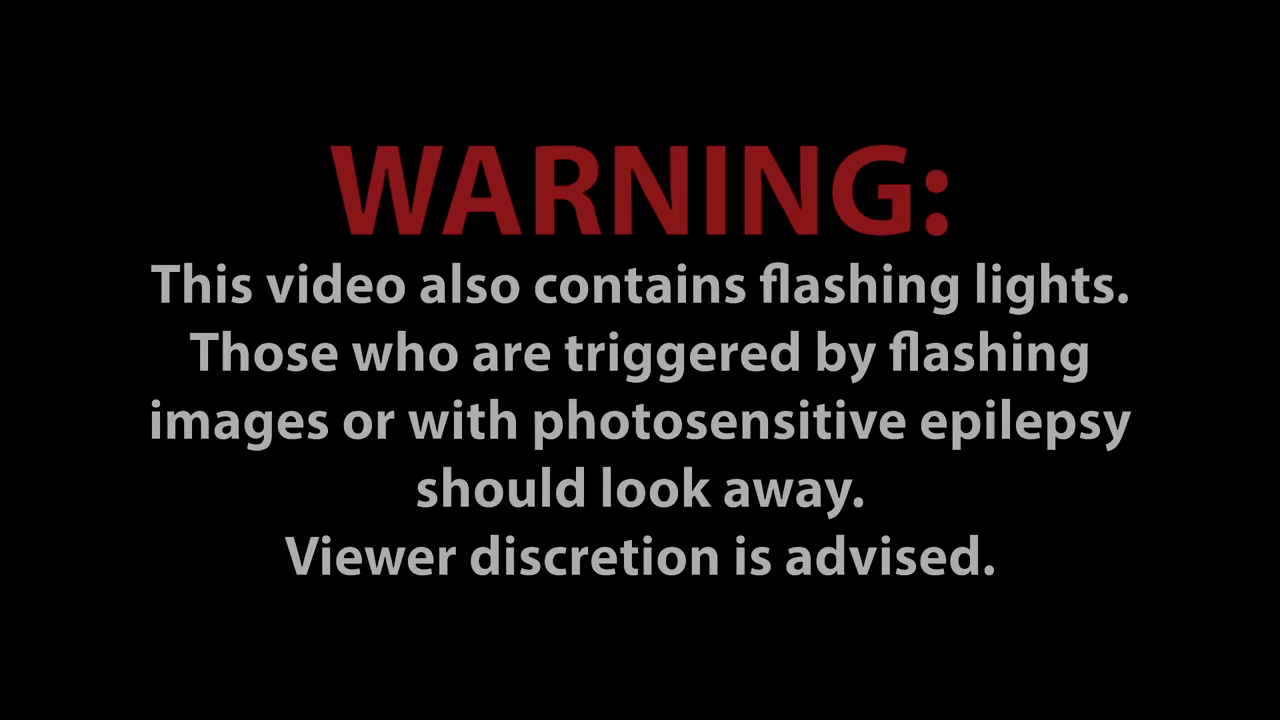 WARNING:
This video also contains flashing lights.
Those who are triggered by flashing
images or with photosensitive epilepsy
should look away.
Viewer discretion is advised.